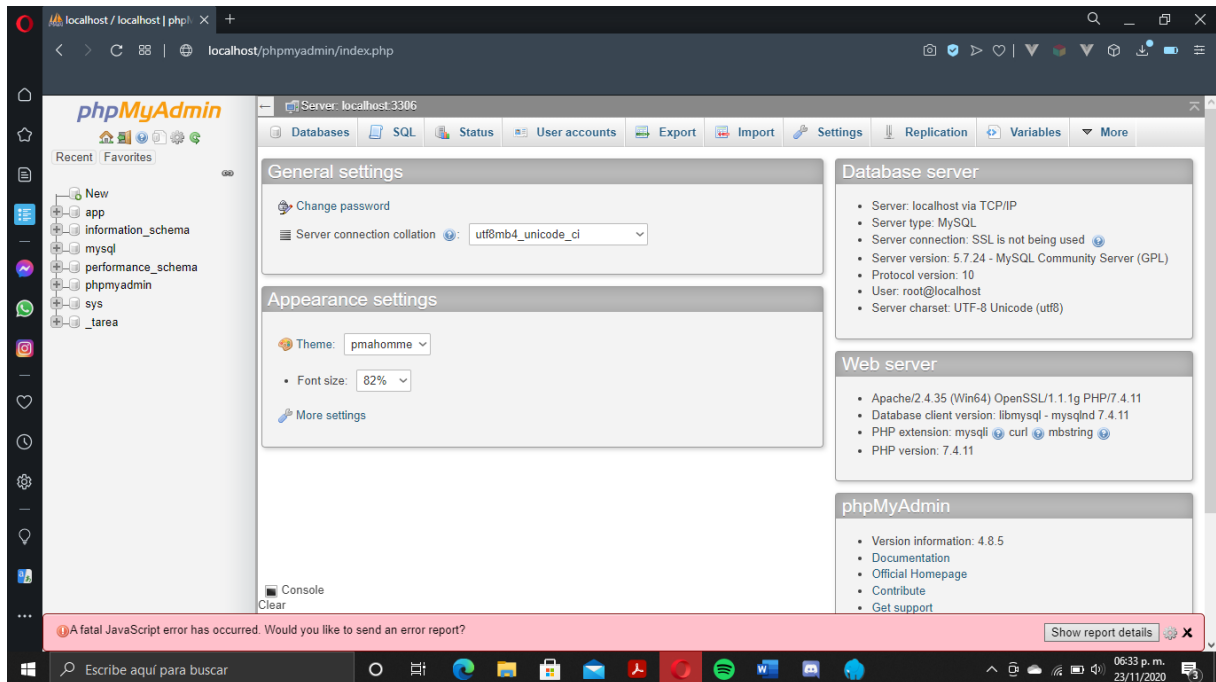 localhost / localhost | php
localhost/phpmyadmin/index.php
phpMyAdmin
Recent Favorites
New
app
information_schema
mysql
performance_schema
phpmyadmin
sys
_tarea
Server: localhost:3306
Databases SQL Status User accounts Export Import Settings Replication Variables More
General settings
Change password
Server connection collation : utf8mb4_unicode_ci
Appearance settings
Theme: pmahomme
Font size: 82%
More settings
Database server
Server: localhost via TCP/IP
Server type: MySQL
Server connection: SSL is not being used
Server version: 5.7.24 - MySQL Community Server (GPL)
Protocol version: 10
User: root@localhost
Server charset: UTF-8 Unicode (utf8)
Web server
Apache/2.4.35 (Win64) OpenSSL/1.1.1g PHP/7.4.11
Database client version: libmysql - mysqlnd 7.4.11
PHP extension: mysqli curl mbstring
PHP version: 7.4.11
phpMyAdmin
Version information: 4.8.5
Documentation
Official Homepage
Contribute
Get support
Console
Clear
A fatal JavaScript error has occurred. Would you like to send an error report?
Show report details X
Escribe aquí para buscar
06:33 p. m.
23/11/2020
3